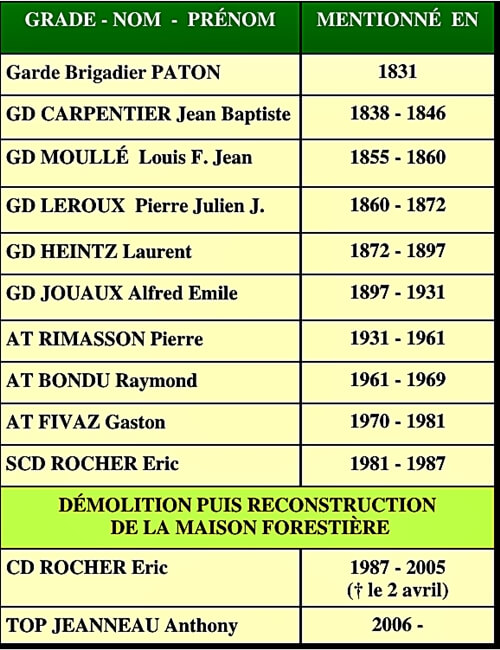 GRADE - NOM - PRÉNOM MENTIONNÉ EN
Garde Brigadier PATON 1831
GD CARPENTIER Jean Baptiste 1838 - 1846
GD MOULLÉ Louis F. Jean 1855 - 1860
GD LEROUX Pierre Julien J. 1860 - 1872
GD HEINTZ Laurent 1872 - 1897
GD JOUAUX Alfred Emile 1897 - 1931
AT RIMASSON Pierre 1931 - 1961
AT BONDU Raymond 1961 - 1969
AT FIVAZ Gaston 1970 - 1981
SCD ROCHER Eric 1981 - 1987
DÉMOLITION PUIS RECONSTRUCTION
DE LA MAISON FORESTIÈRE
CD ROCHER Eric 1987 - 2005
(† le 2 avril)
TOP JEANNEAU Anthony 2006 -